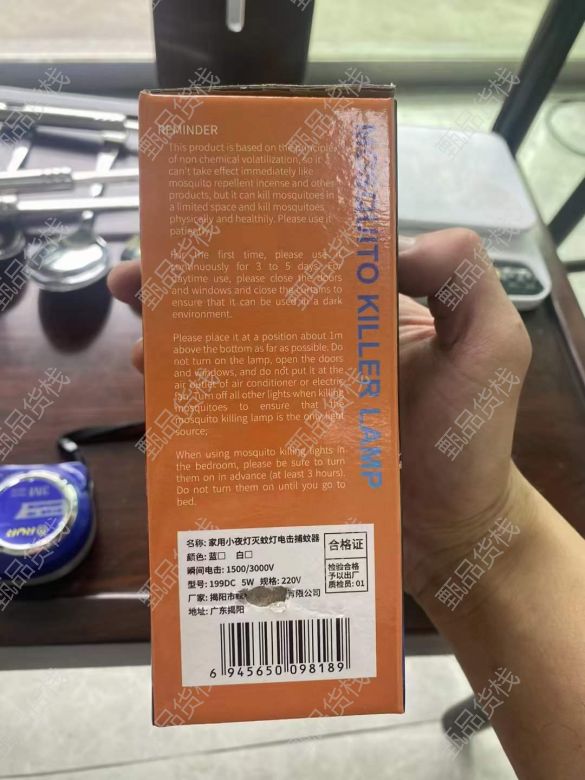 REMINDER
This product is based on the principle
of non chemical volatilization, so it
can't take effect immediately like
mosquito repellent incense and other
products, but it can kill mosquitoes in
a limited space and kill mosquitoes
physically and healthily. Please use it
patiently
For the first time, please use it
continuously for 3 to 5 days. For
daytime use, please close the doors
and windows and close the curtains to
ensure that it can be used in a dark
environment.
Please place it at a position about 1m
above the bottom as far as possible. Do
not turn on the lamp, open the doors
and windows, and do not put it at the
air outlet of air conditioner or electric
Turn off all other lights when killing
mosquitoes to ensure that the
mosquito killing lamp is the only light
source;
When using mosquito killing lights in
the bedroom, please be sure to turn
them on in advance (at least 3 hours).
Do not turn them on until you go to
bed.
MOSQUITO KILLER LAMP
名称: 家用小夜灯灭蚊灯电击捕蚊器
颜色: 蓝□ 白□
瞬间电击: 1500/3000V
型号: 199DC 5W 规格: 220V
厂家: 揭阳市 有限公司
地址: 广东揭阳
合格证
检验合格
予以出厂
质检员: 01
6 945650 098189
3M
甄品货栈